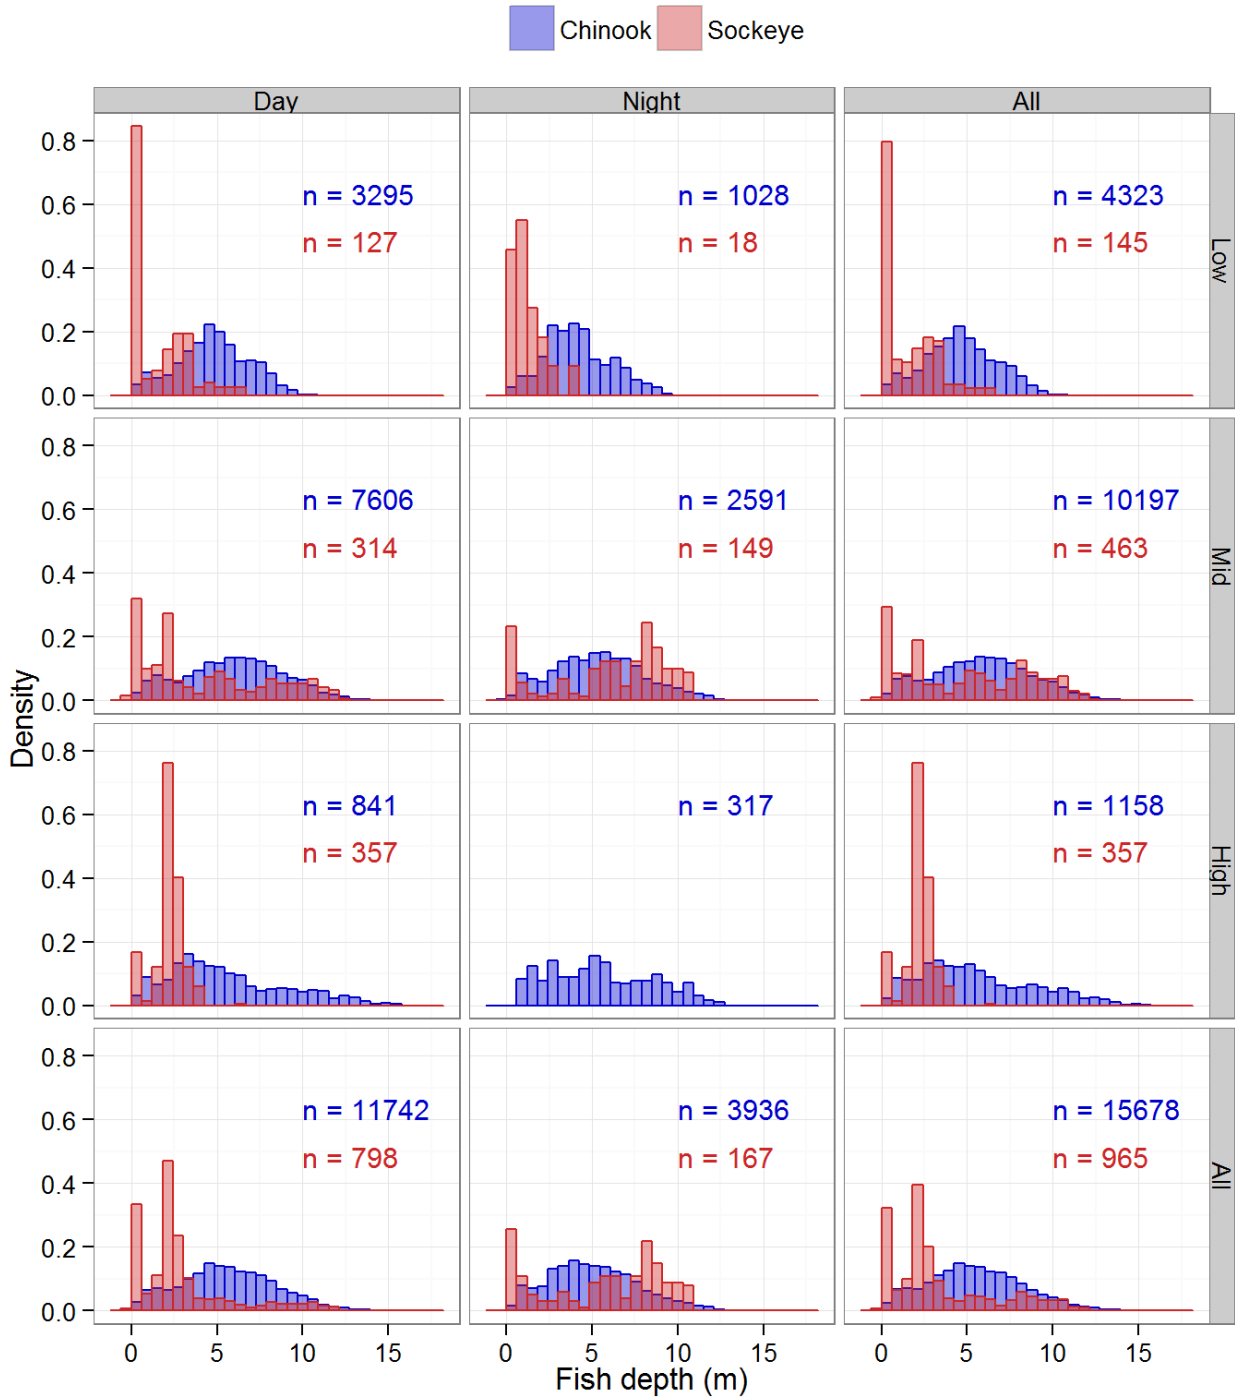 Chinook Sockeye
Day Night All
0.8
0.6
0.4
0.2
0.0
n = 3295
n = 127
n = 1028
n = 18
n = 4323
n = 145
Low
0.8
0.6
0.4
0.2
0.0
n = 7606
n = 314
n = 2591
n = 149
n = 10197
n = 463
Mid
Density
0.8
0.6
0.4
0.2
0.0
n = 841
n = 357
n = 317
n = 1158
n = 357
High
0.8
0.6
0.4
0.2
0.0
n = 11742
n = 798
n = 3936
n = 167
n = 15678
n = 965
All
0 5 10 15 0 5 10 15 0 5 10 15
Fish depth (m)